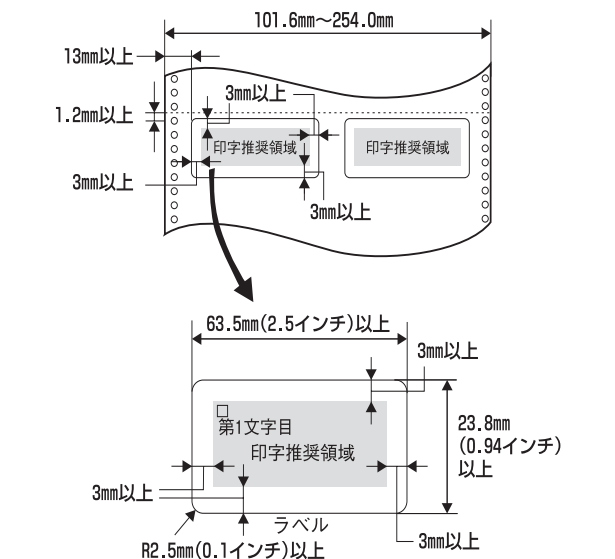 101.6mm～254.0mm
13mm以上
3mm以上
1.2mm以上
印字推奨領域
印字推奨領域
3mm以上
3mm以上
63.5mm(2.5インチ)以上
3mm以上
第1文字目
印字推奨領域
23.8mm
(0.94インチ)
以上
3mm以上
ラベル
R2.5mm(0.1インチ)以上
3mm以上